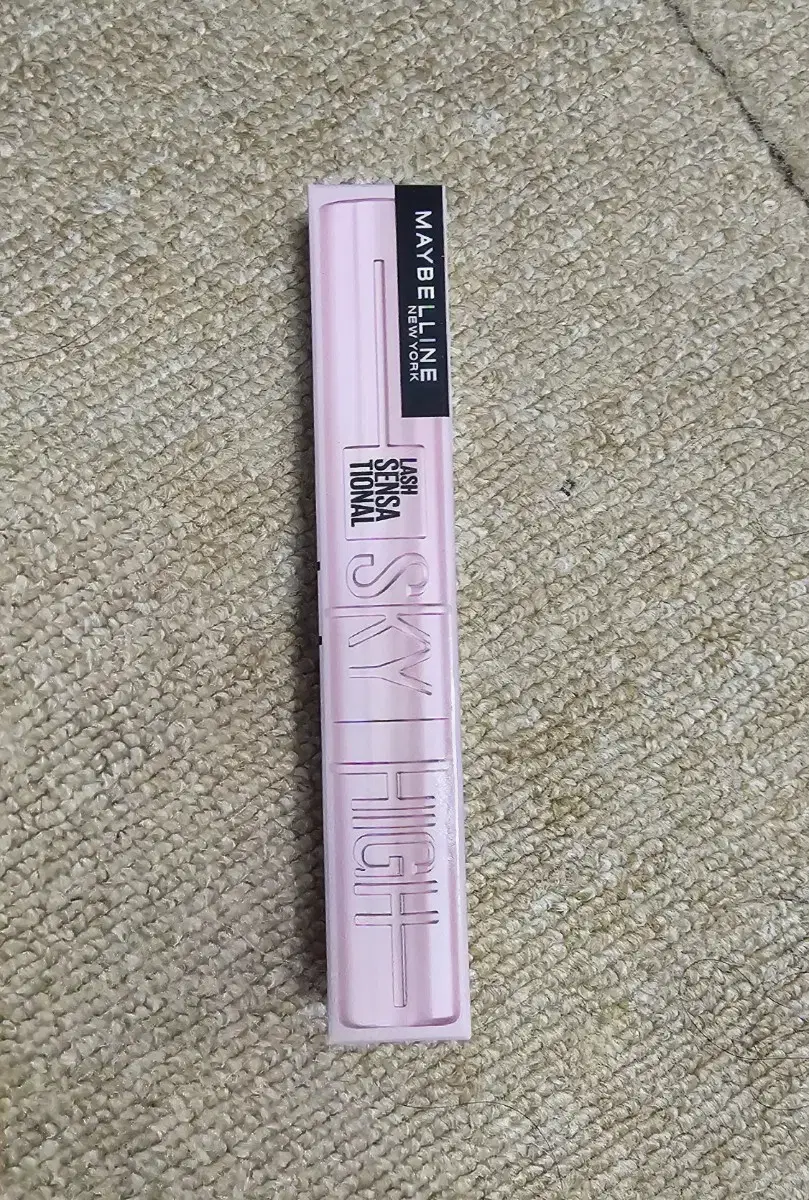 MAYBELLINE
NEW YORK
LASH
SENSA
TIONAL
SKY HIGH